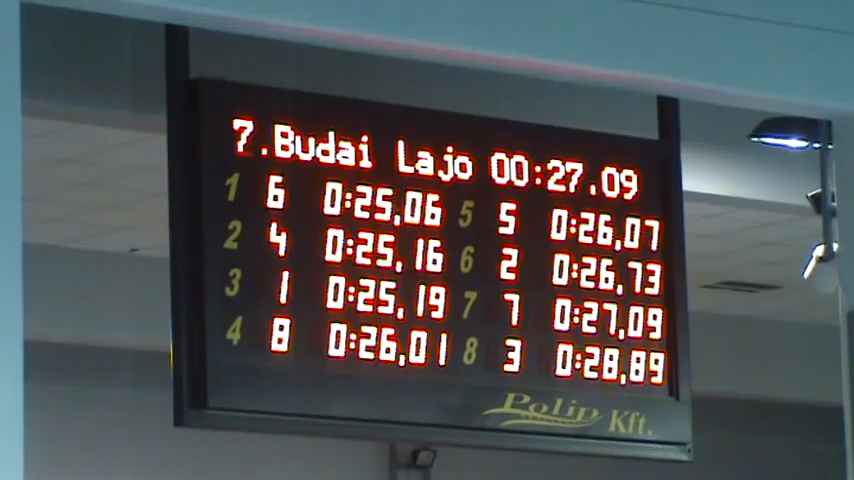 7.Budai Lajo 00:27.09
1 6 0:25,06 5 5 0:26,07
2 4 0:25,16 6 2 0:26,73
3 1 0:25,19 7 7 0:27,09
4 8 0:26,01 8 3 0:28,89
Polip Kft.